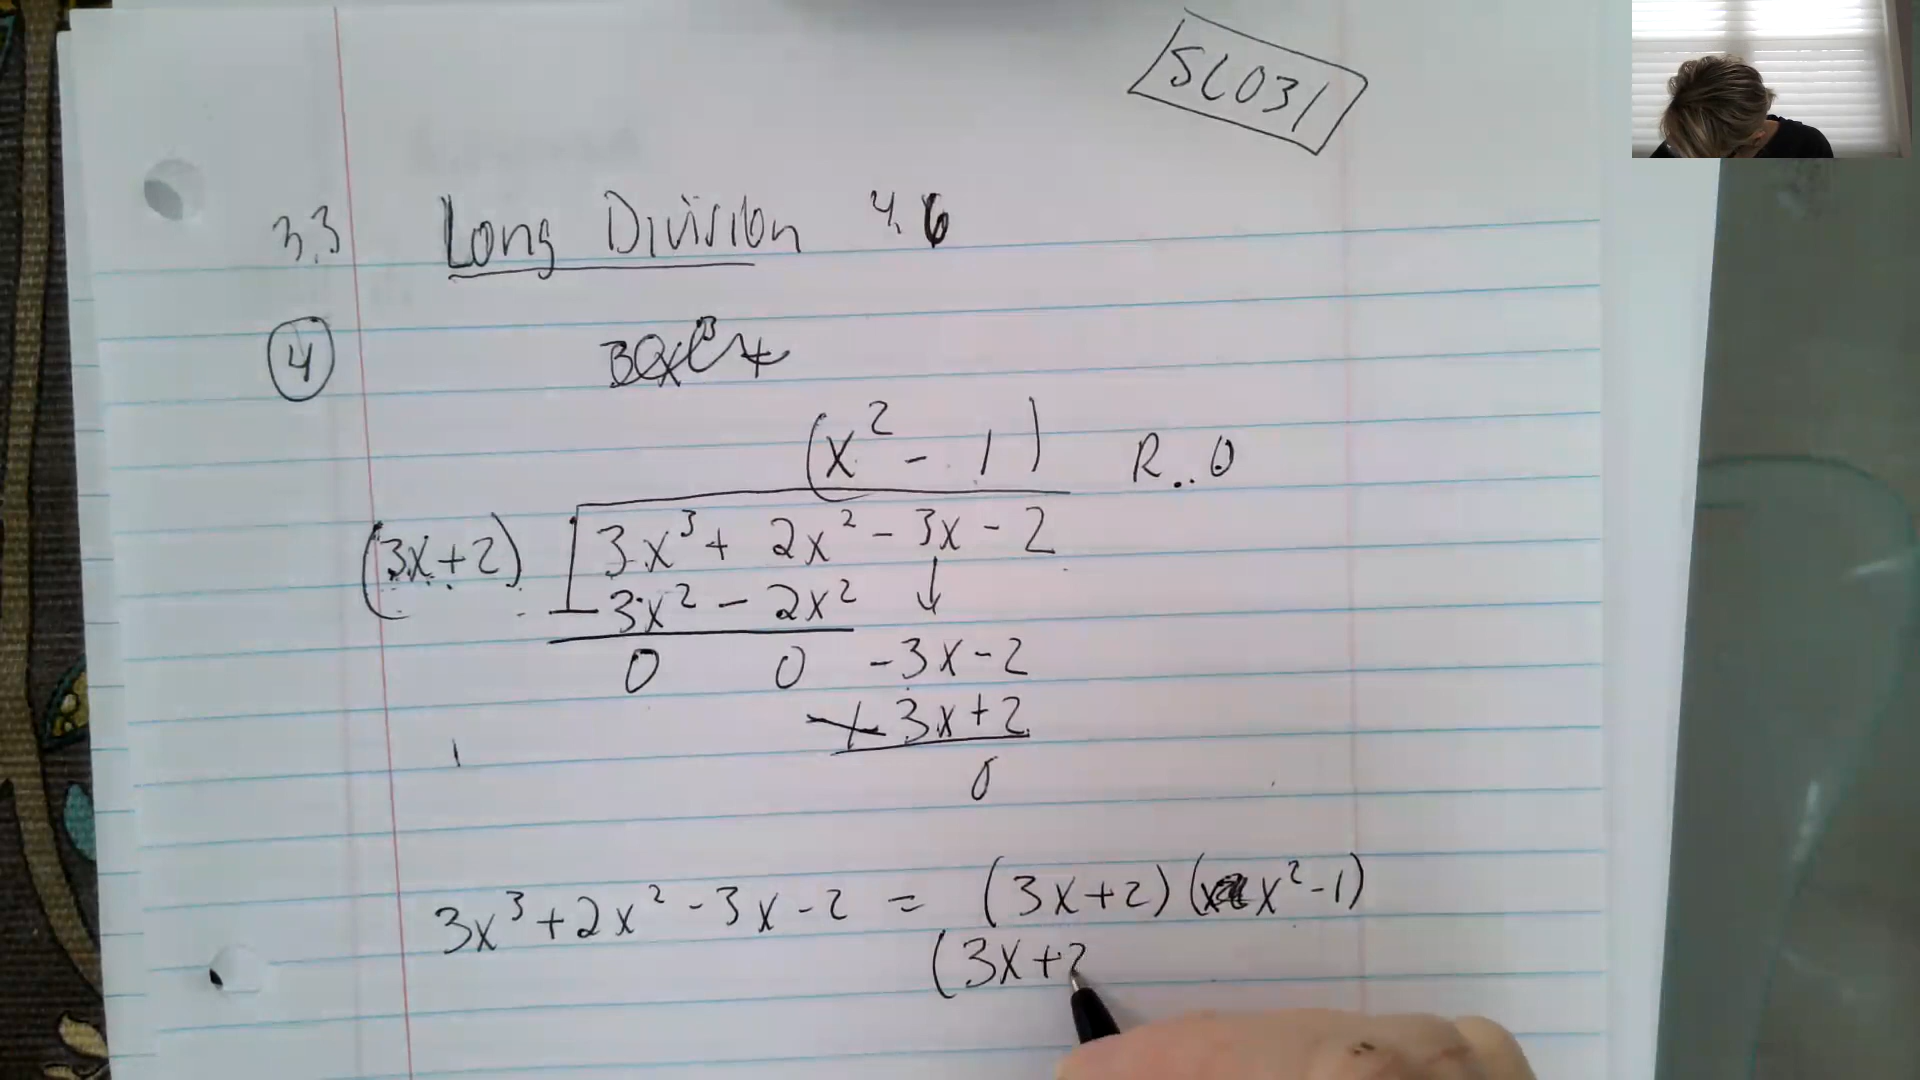 SLO31
3.3 Long Division 4.6
4
(x² - 1) R..0
(3x+2) 3x³ + 2x² - 3x - 2
-3x² - 2x²
0 0 -3x-2
+ 3x+2
0
3x³+2x²-3x-2 = (3x+2)(x²-1)
(3x+2